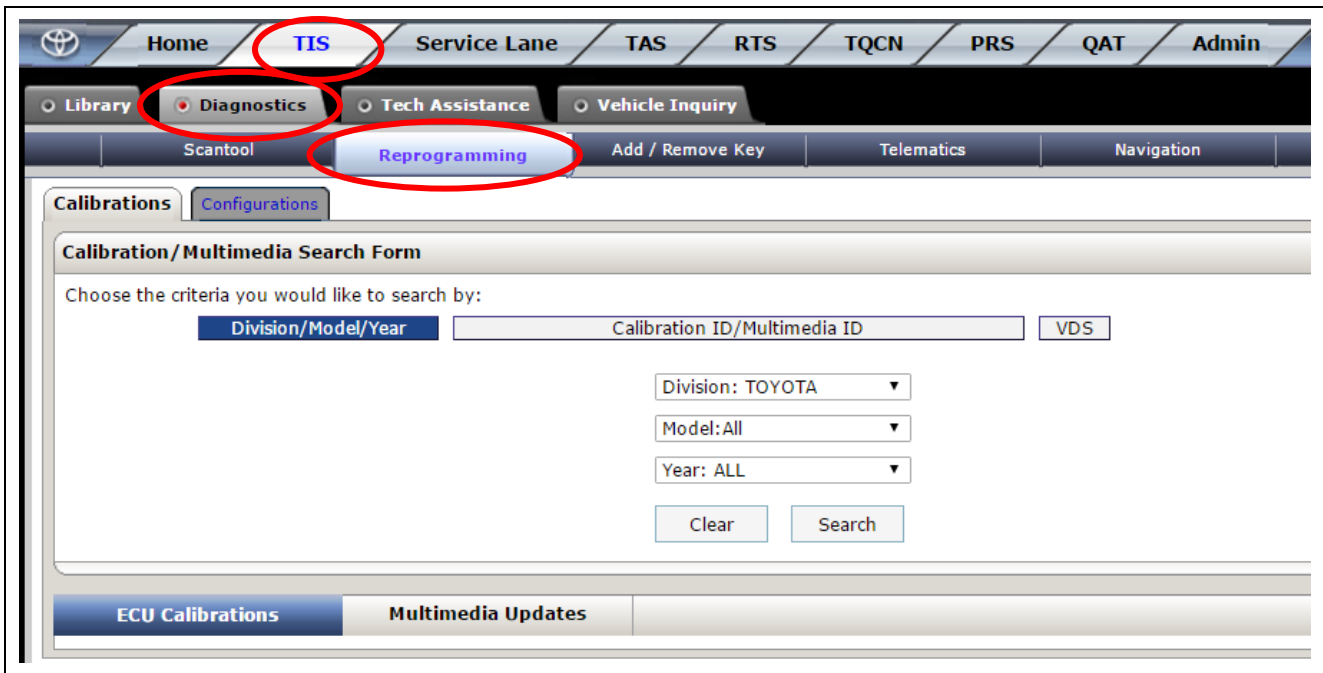 Home TIS Service Lane TAS RTS TQCN PRS QAT Admin
Library Diagnostics Tech Assistance Vehicle Inquiry
Scantool Reprogramming Add / Remove Key Telematics Navigation
Calibrations Configurations
Calibration/Multimedia Search Form
Choose the criteria you would like to search by:
Division/Model/Year Calibration ID/Multimedia ID VDS
Division: TOYOTA
Model:All
Year: ALL
Clear Search
ECU Calibrations Multimedia Updates